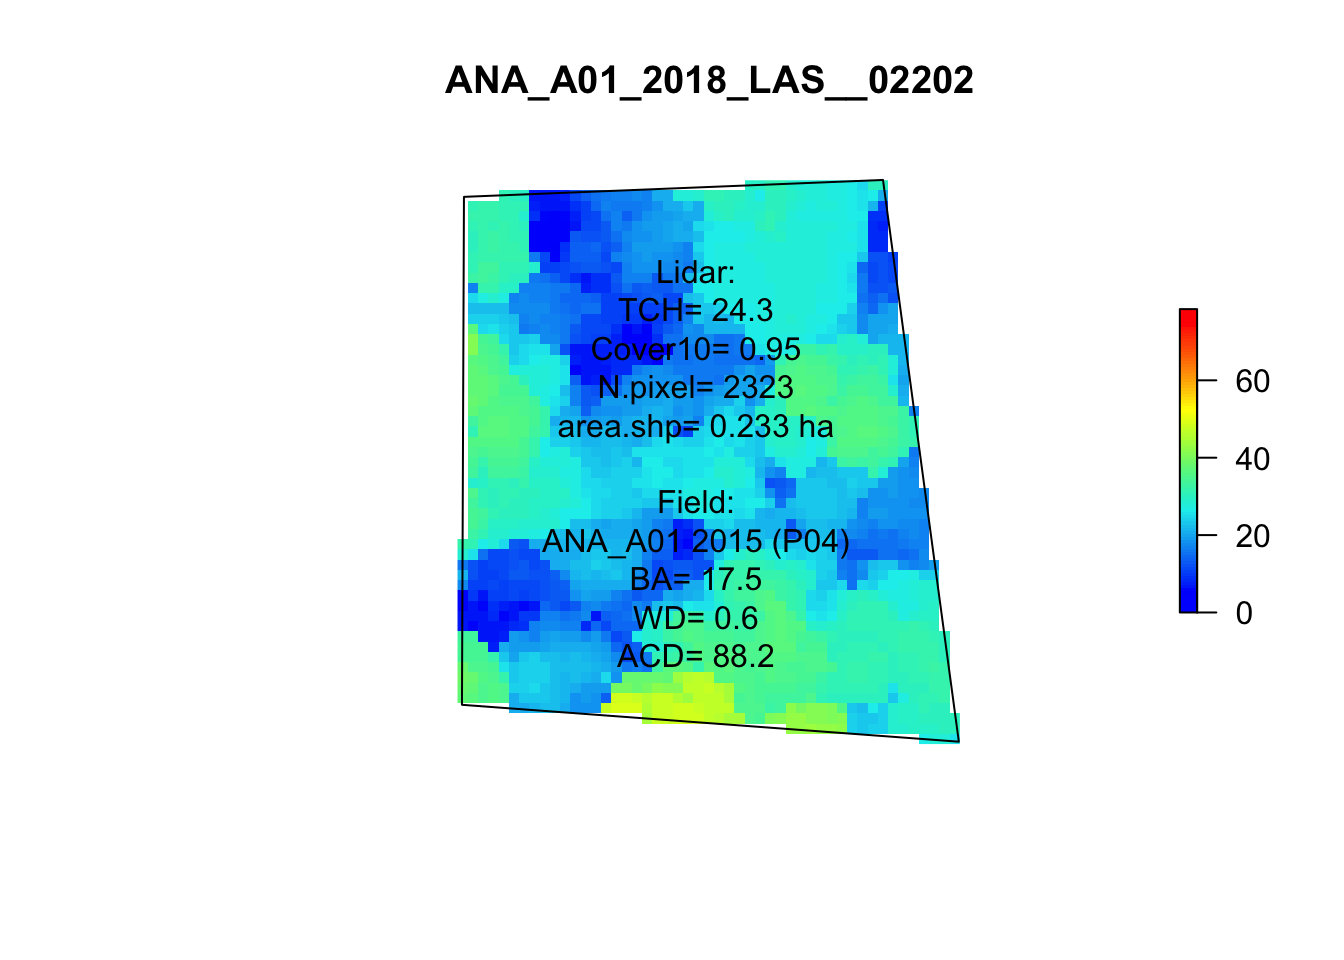 ANA_A01_2018_LAS__02202
Lidar:
TCH= 24.3
Cover10= 0.95
N.pixel= 2323
area.shp= 0.233 ha
Field:
ANA_A01 2015 (P04)
BA= 17.5
WD= 0.6
ACD= 88.2
60
40
20
0